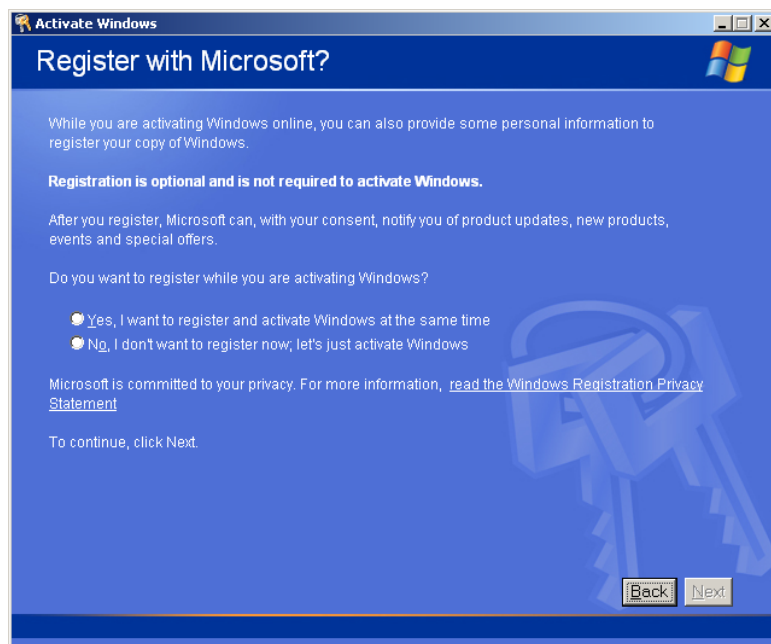 Activate Windows
Register with Microsoft?
While you are activating Windows online, you can also provide some personal information to
register your copy of Windows.
Registration is optional and is not required to activate Windows.
After you register, Microsoft can, with your consent, notify you of product updates, new products,
events and special offers.
Do you want to register while you are activating Windows?
Yes, I want to register and activate Windows at the same time
No, I don't want to register now; let's just activate Windows
Microsoft is committed to your privacy. For more information, read the Windows Registration Privacy
Statement
To continue, click Next.
Back Next